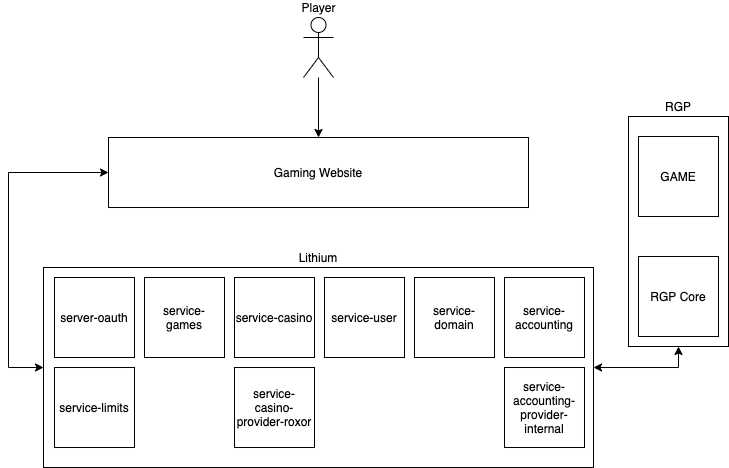 Player
RGP
Gaming Website
GAME
Lithium
RGP Core
server-oauth
service-
games
service-casino
service-user
service-
domain
service-
accounting
service-limits
service-
casino-
provider-roxor
service-
accounting-
provider-
internal